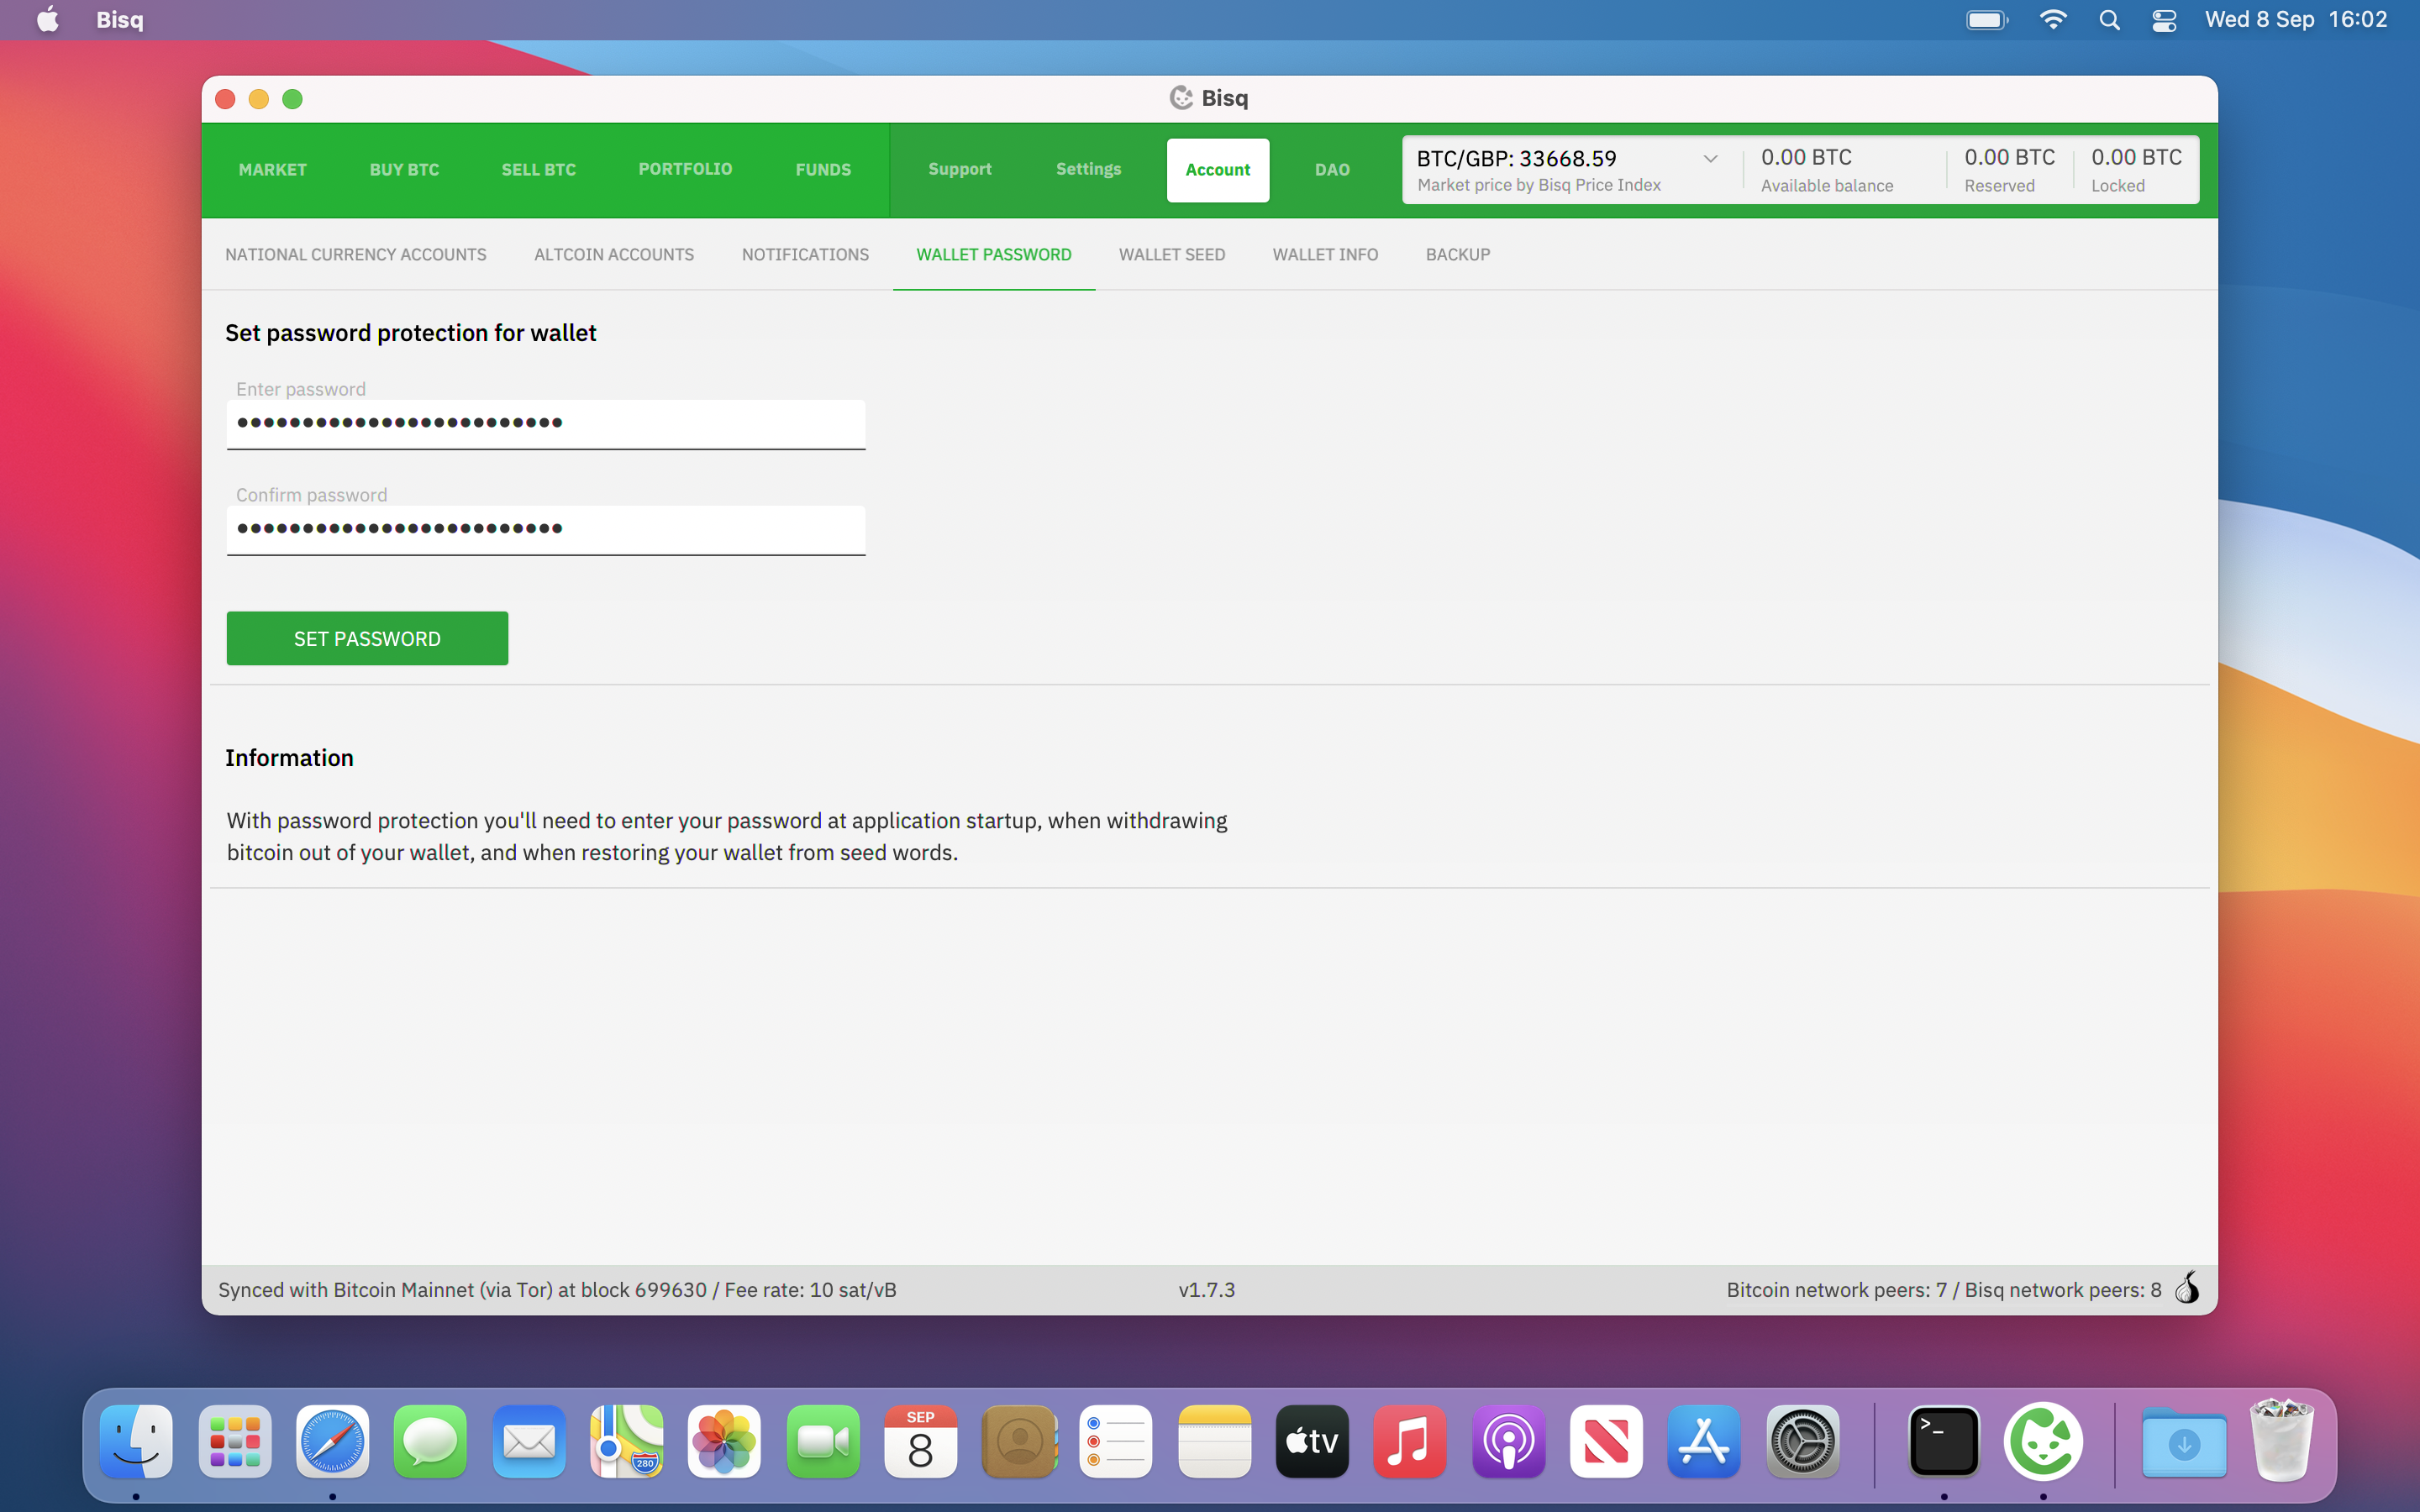 Bisq
Wed 8 Sep 16:02
Bisq
MARKET
BUY BTC
SELL BTC
PORTFOLIO
FUNDS
Support
Settings
Account
DAO
BTC/GBP: 33668.59
Market price by Bisq Price Index
0.00 BTC
Available balance
0.00 BTC
Reserved
0.00 BTC
Locked
NATIONAL CURRENCY ACCOUNTS
ALTCOIN ACCOUNTS
NOTIFICATIONS
WALLET PASSWORD
WALLET SEED
WALLET INFO
BACKUP
Set password protection for wallet
Enter password
Confirm password
SET PASSWORD
Information
With password protection you'll need to enter your password at application startup, when withdrawing
bitcoin out of your wallet, and when restoring your wallet from seed words.
Synced with Bitcoin Mainnet (via Tor) at block 699630 / Fee rate: 10 sat/vB
v1.7.3
Bitcoin network peers: 7 / Bisq network peers: 8
280
SEP
8
tv
>_